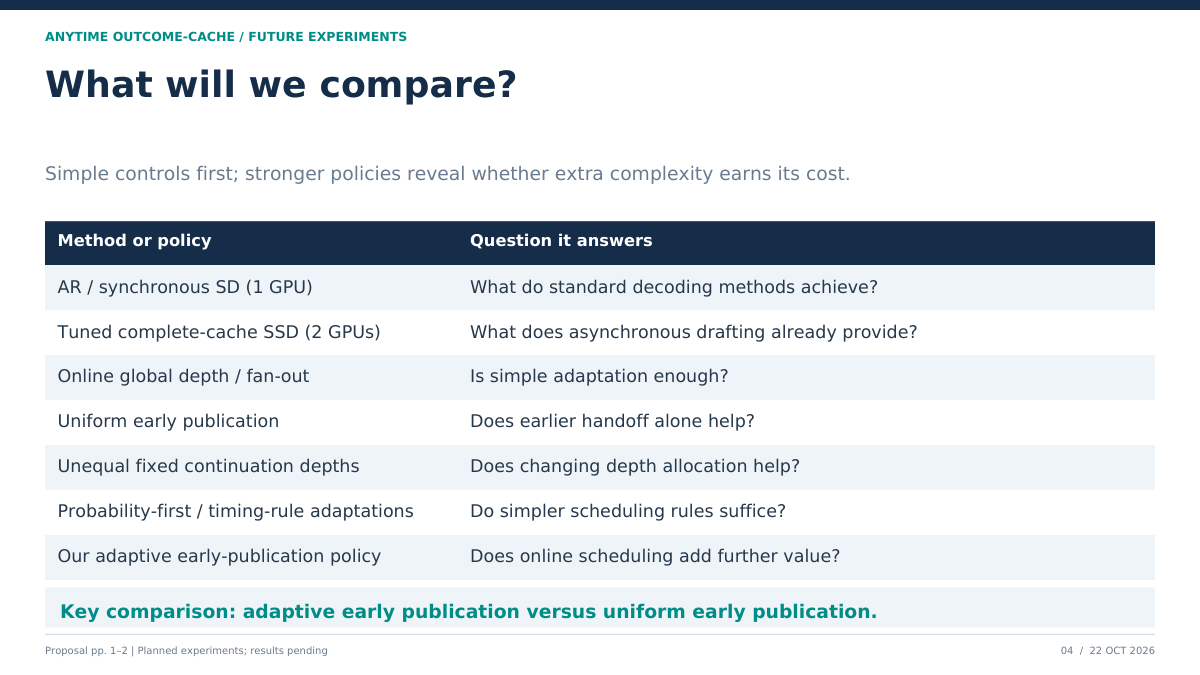 ANYTIME OUTCOME-CACHE / FUTURE EXPERIMENTS
What will we compare?
Simple controls first; stronger policies reveal whether extra complexity earns its cost.
Method or policy Question it answers
AR / synchronous SD (1 GPU) What do standard decoding methods achieve?
Tuned complete-cache SSD (2 GPUs) What does asynchronous drafting already provide?
Online global depth / fan-out Is simple adaptation enough?
Uniform early publication Does earlier handoff alone help?
Unequal fixed continuation depths Does changing depth allocation help?
Probability-first / timing-rule adaptations Do simpler scheduling rules suffice?
Our adaptive early-publication policy Does online scheduling add further value?
Key comparison: adaptive early publication versus uniform early publication.
Proposal pp. 1–2 | Planned experiments; results pending 04 / 22 OCT 2026